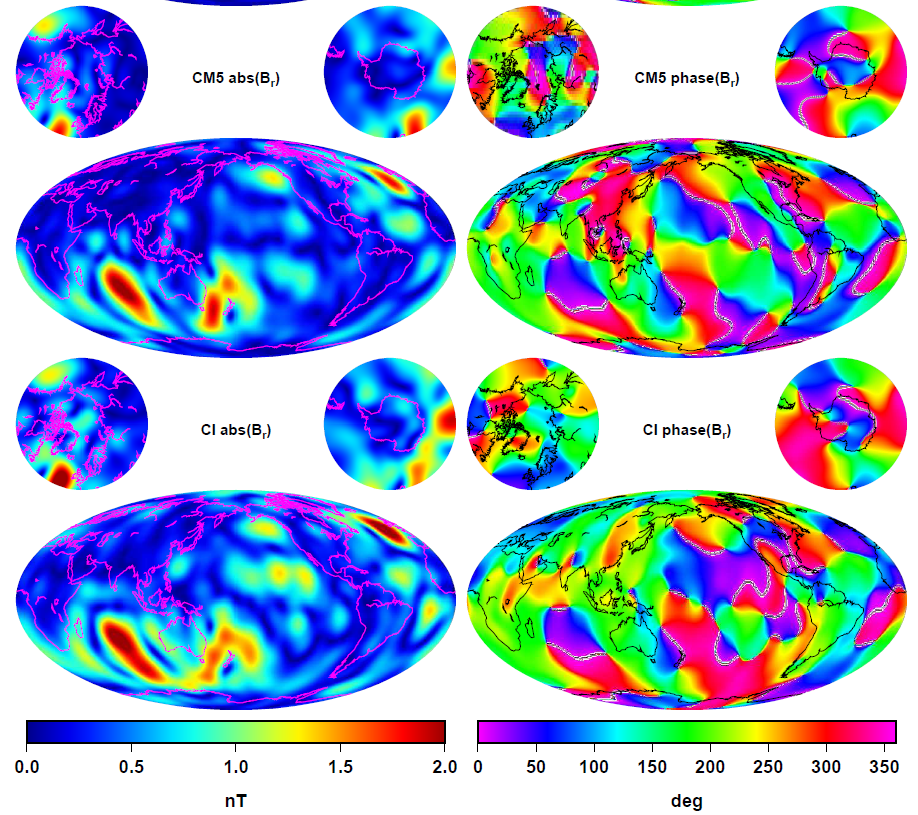 CM5 abs(Br)
CM5 phase(Br)
CI abs(Br)
CI phase(Br)
0.0 0.5 1.0 1.5 2.0
nT
0 50 100 150 200 250 300 350
deg